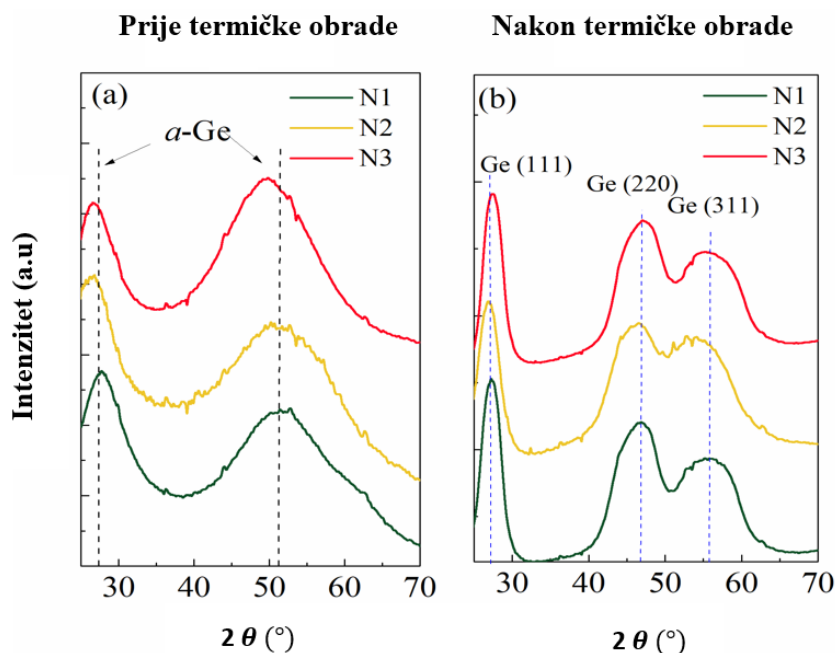 Prije termičke obrade
Nakon termičke obrade
Intenzitet (a.u)
(a)
N1
N2
N3
a-Ge
30 40 50 60 70
2 θ (°)
(b)
N1
N2
N3
Ge (111)
Ge (220)
Ge (311)
30 40 50 60 70
2 θ (°)